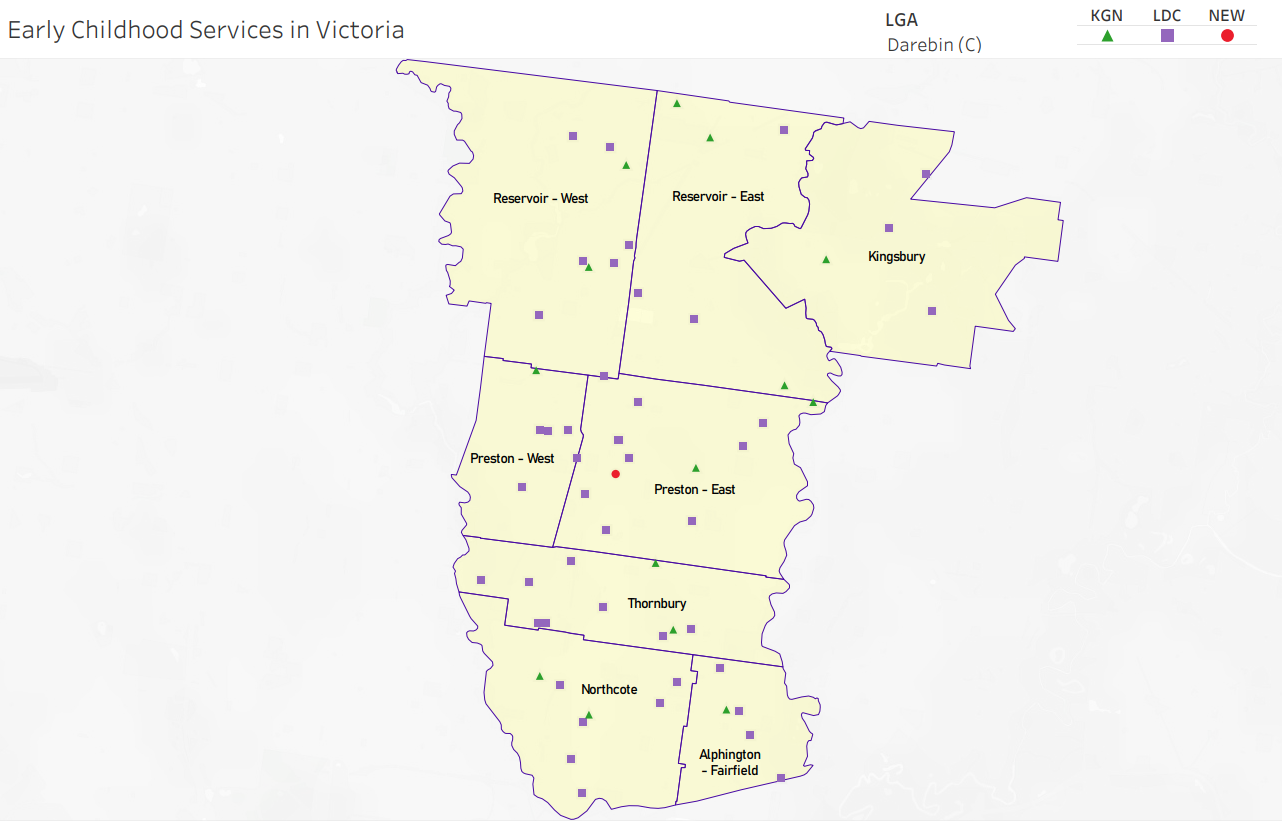 Early Childhood Services in Victoria
LGA
Darebin (C)
KGN LDC NEW
Reservoir - West
Reservoir - East
Kingsbury
Preston - West
Preston - East
Thornbury
Northcote
Alphington
- Fairfield